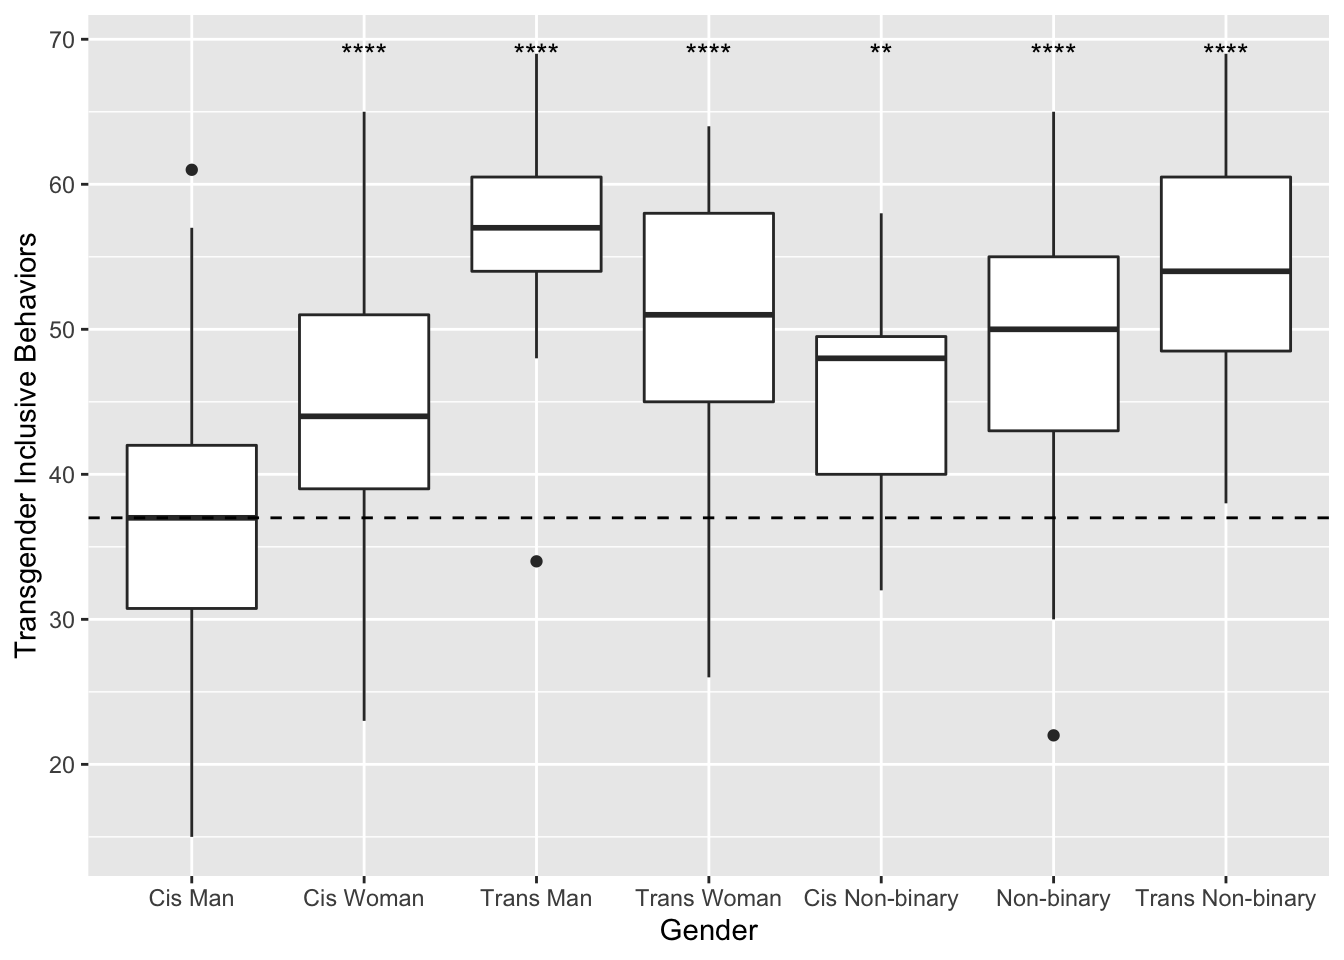 70
**** **** **** ** **** ****
60
50
40
30
20
Transgender Inclusive Behaviors
Cis Man Cis Woman Trans Man Trans Woman Cis Non-binary Non-binary Trans Non-binary
Gender